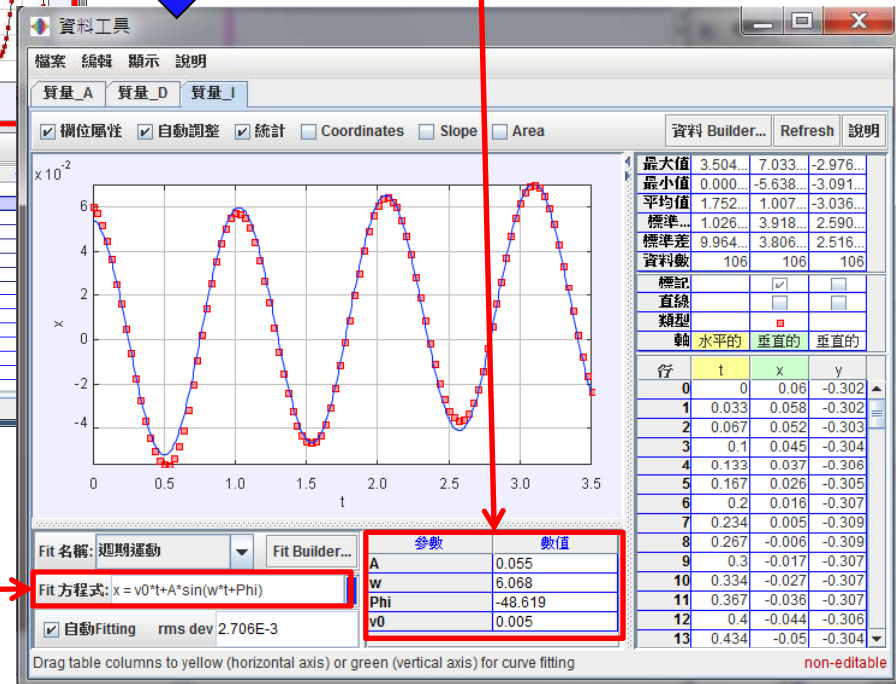 資料工具
檔案 編輯 顯示 說明
質量_A 質量_D 質量_I
欄位屬性 自動調整 統計 Coordinates Slope Area 資料 Builder... Refresh 說明
x 10^-2
6
4
2
0
-2
-4
x
0 0.5 1.0 1.5 2.0 2.5 3.0 3.5
t
最大值 3.504... 7.033... -2.976...
最小值 0.000... -5.638... -3.091...
平均值 1.752... 1.007... -3.036...
標準... 1.026... 3.918... 2.590...
標準差 9.964... 3.806... 2.516...
資料數 106 106 106
標記
直線
類型
軸 水平的 垂直的 垂直的
行 t x y
0 0 0.06 -0.302
1 0.033 0.058 -0.302
2 0.067 0.052 -0.303
3 0.1 0.045 -0.304
4 0.133 0.037 -0.306
5 0.167 0.026 -0.305
6 0.2 0.016 -0.307
7 0.234 0.005 -0.309
8 0.267 -0.006 -0.309
9 0.3 -0.017 -0.307
10 0.334 -0.027 -0.307
11 0.367 -0.036 -0.307
12 0.4 -0.044 -0.306
13 0.434 -0.05 -0.304
Fit 名稱: 週期運動 Fit Builder...
Fit 方程式: x = v0*t+A*sin(w*t+Phi)
自動Fitting rms dev 2.706E-3
參數 數值
A 0.055
w 6.068
Phi -48.619
v0 0.005
Drag table columns to yellow (horizontal axis) or green (vertical axis) for curve fitting non-editable